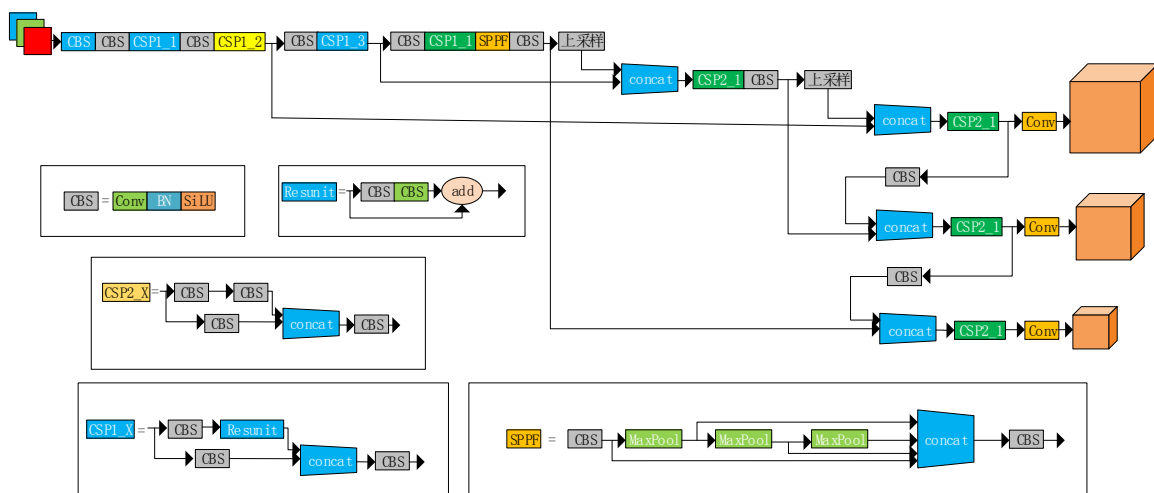 CBS CBS CSP1_1 CBS CSP1_2 CBS CSP1_3 CBS CSP1_1 SPPF CBS 上采样
concat CSP2_1 CBS 上采样
concat CSP2_1 Conv
CBS
concat CSP2_1 Conv
CBS
concat CSP2_1 Conv
CBS = Conv BN SiLU
Resunit= CBS CBS add
CSP2_X= CBS CBS
CBS concat CBS
CSP1_X= CBS Resunit
CBS concat CBS
SPPF = CBS MaxPool MaxPool MaxPool concat CBS